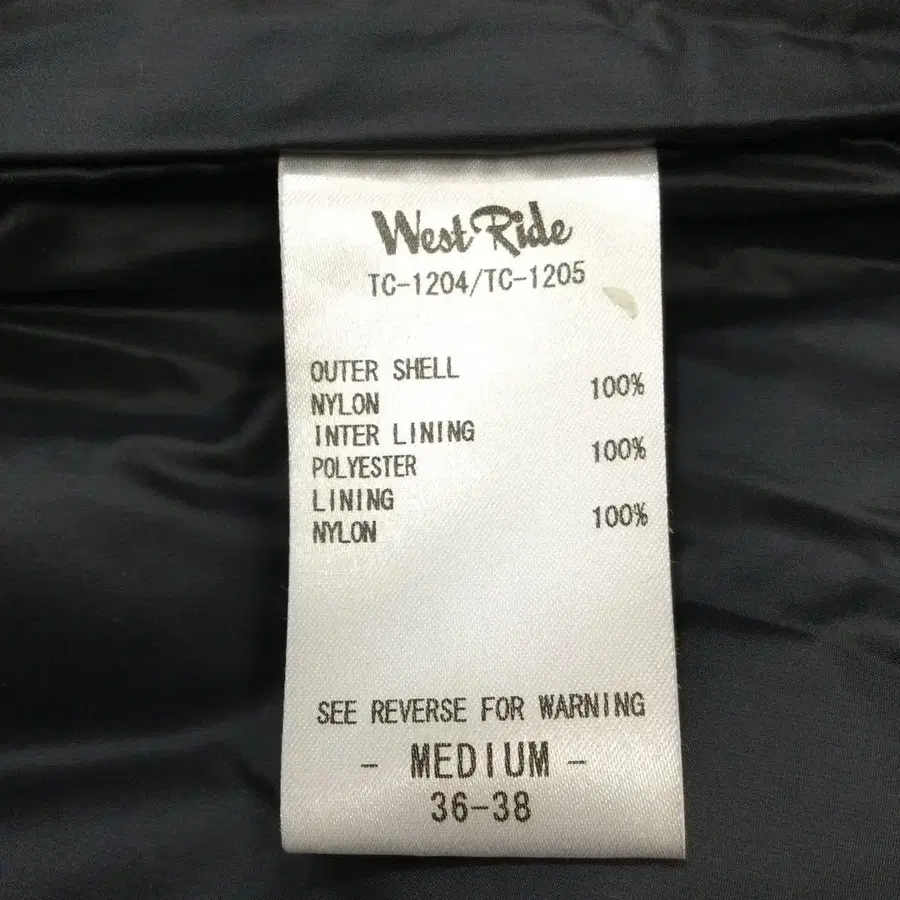 West Ride
TC-1204/TC-1205
OUTER SHELL
NYLON 100%
INTER LINING
POLYESTER 100%
LINING
NYLON 100%
SEE REVERSE FOR WARNING
- MEDIUM -
36-38